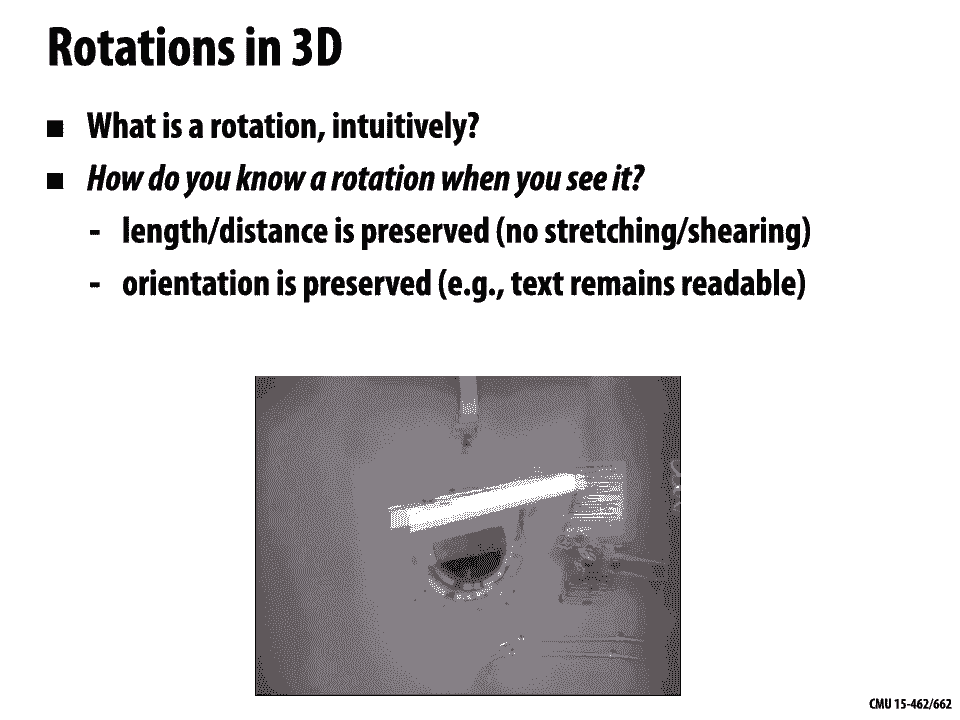 Rotations in 3D
■ What is a rotation, intuitively?
■ How do you know a rotation when you see it?
- length/distance is preserved (no stretching/shearing)
- orientation is preserved (e.g., text remains readable)
CMU 15-462/662